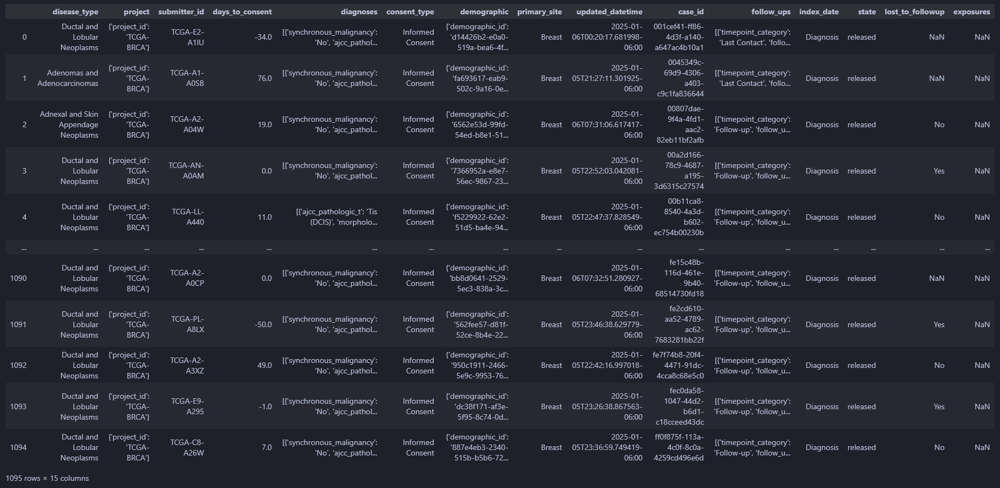 disease_type project submitter_id days_to_consent diagnoses consent_type demographic primary_site updated_datetime case_id follow_ups index_date state lost_to_followup exposures
Ductal and {'project_id': {'demographic_id': 2025-01- 001cef41-ff86-
TCGA-E2- [{'synchronous_malignancy': Informed [{'timepoint_category':
0 Lobular 'TCGA- -34.0 'd14426b2-e0a0- Breast 06T00:20:17.681998- 4d3f-a140- Diagnosis released NaN NaN
A1IU 'No', 'ajcc_pathol... Consent 'Last Contact', 'follo...
Neoplasms BRCA'} 519a-bea6-4f... 06:00 a647ac4b10a1
0045349c-
{'project_id': {'demographic_id': 2025-01-
Adenomas and TCGA-A1- [{'synchronous_malignancy': Informed 69d9-4306- [{'timepoint_category':
1 'TCGA- 76.0 'fa693617-eab9- Breast 05T21:27:11.301925- Diagnosis released NaN NaN
Adenocarcinomas A0SB 'No', 'ajcc_pathol... Consent a403- 'Last Contact', 'follo...
BRCA'} 502c-9a16-0e... 06:00
c9c1fa836644
00807dae-
Adnexal and Skin {'project_id': {'demographic_id': 2025-01-
TCGA-A2- [{'synchronous_malignancy': Informed 9f4a-4fd1- [{'timepoint_category':
2 Appendage 'TCGA- 19.0 '6562e53d-99fd- Breast 06T07:31:06.617417- Diagnosis released No NaN
A04W 'No', 'ajcc_pathol... Consent aac2- 'Follow-up', 'follow_u...
Neoplasms BRCA'} 54ed-b8e1-51... 06:00
82eb11bf2afb
00a2d166-
Ductal and {'project_id': {'demographic_id': 2025-01-
TCGA-AN- [{'synchronous_malignancy': Informed 78c9-4687- [{'timepoint_category':
3 Lobular 'TCGA- 0.0 '7366952a-e8e7- Breast 05T22:52:03.042081- Diagnosis released Yes NaN
A0AM 'No', 'ajcc_pathol... Consent a195- 'Follow-up', 'follow_u...
Neoplasms BRCA'} 56ec-9867-23... 06:00
3d6315c27574
00b11ca8-
Ductal and {'project_id': {'demographic_id': 2025-01-
TCGA-LL- [{'ajcc_pathologic_t': 'Tis Informed 8540-4a3d- [{'timepoint_category':
4 Lobular 'TCGA- 11.0 'f5229922-62e2- Breast 05T22:47:37.828549- Diagnosis released No NaN
A440 (DCIS)', 'morpholo... Consent b602- 'Follow-up', 'follow_u...
Neoplasms BRCA'} 51d5-ba4e-94... 06:00
ec754b00230b
... ... ... ... ... ... ... ... ... ... ... ... ... ... ... ...
fe15c48b-
Ductal and {'project_id': {'demographic_id': 2025-01-
TCGA-A2- [{'synchronous_malignancy': Informed 116d-461e- [{'timepoint_category':
1090 Lobular 'TCGA- 0.0 'bb8d0641-2529- Breast 06T07:32:51.280927- Diagnosis released NaN NaN
A0CP 'No', 'ajcc_pathol... Consent 9b40- 'Follow-up', 'follow_u...
Neoplasms BRCA'} 5ec3-838a-3c... 06:00
68514730fd18
fe2cd610-
Ductal and {'project_id': {'demographic_id': 2025-01-
TCGA-PL- [{'synchronous_malignancy': Informed aa52-4789- [{'timepoint_category':
1091 Lobular 'TCGA- -50.0 '562fee57-d81f- Breast 05T23:46:38.629779- Diagnosis released Yes NaN
A8LX 'No', 'ajcc_pathol... Consent ac62- 'Follow-up', 'follow_u...
Neoplasms BRCA'} 52ce-8b4e-22... 06:00
7683281bb22f
Ductal and {'project_id': {'demographic_id': 2025-01- fe7f74b8-20f4-
TCGA-A2- [{'synchronous_malignancy': Informed [{'timepoint_category':
1092 Lobular 'TCGA- 49.0 '950c1911-2466- Breast 05T22:42:16.997018- 4471-91dc- Diagnosis released No NaN
A3XZ 'No', 'ajcc_pathol... Consent 'Follow-up', 'follow_u...
Neoplasms BRCA'} 5e9c-9953-76... 06:00 4cca8c68e5c0
fec0da58-
Ductal and {'project_id': {'demographic_id': 2025-01-
TCGA-E9- [{'synchronous_malignancy': Informed 1047-44d2- [{'timepoint_category':
1093 Lobular 'TCGA- -1.0 'dc38f171-af3e- Breast 05T23:26:38.867563- Diagnosis released Yes NaN
A295 'No', 'ajcc_pathol... Consent b6d1- 'Follow-up', 'follow_u...
Neoplasms BRCA'} 5f95-8c74-0d... 06:00
c18cceed43dc
Ductal and {'project_id': {'demographic_id': 2025-01- ff0f875f-113a-
TCGA-C8- [{'synchronous_malignancy': Informed [{'timepoint_category':
1094 Lobular 'TCGA- 7.0 '887e4eb3-2340- Breast 05T23:36:59.749419- 4c0f-8c0a- Diagnosis released No NaN
A26W 'No', 'ajcc_pathol... Consent 'Follow-up', 'follow_u...
Neoplasms BRCA'} 515b-b5b6-72... 06:00 4259cd496e6d
1095 rows × 15 columns